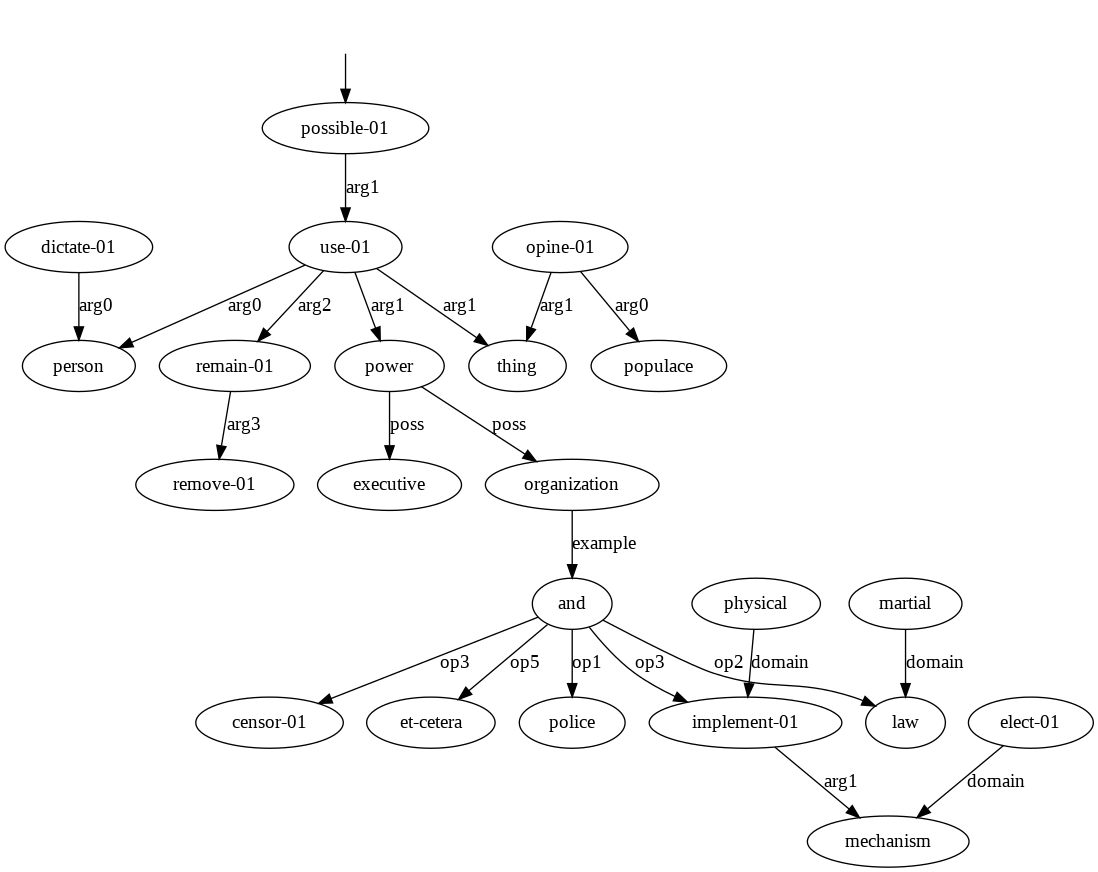 possible-01
arg1
dictate-01 use-01 opine-01
arg0 arg0 arg2 arg1 arg1 arg1 arg0
person remain-01 power thing populace
arg3 poss poss
remove-01 executive organization
example
and physical martial
op3 op5 op1 op3 op2 domain domain
censor-01 et-cetera police implement-01 law elect-01
arg1 domain
mechanism